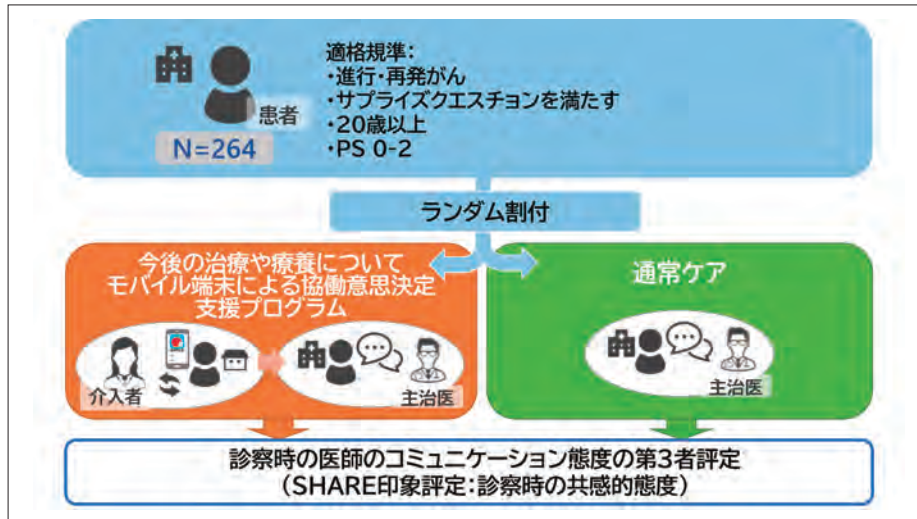 適格規準:
・進行・再発がん
・サプライズクエスチョンを満たす
・20歳以上
・PS 0-2
患者
N=264
ランダム割付
今後の治療や療養について
モバイル端末による協働意思決定
支援プログラム
介入者
主治医
通常ケア
主治医
診察時の医師のコミュニケーション態度の第3者評定
(SHARE印象評定:診察時の共感的態度)